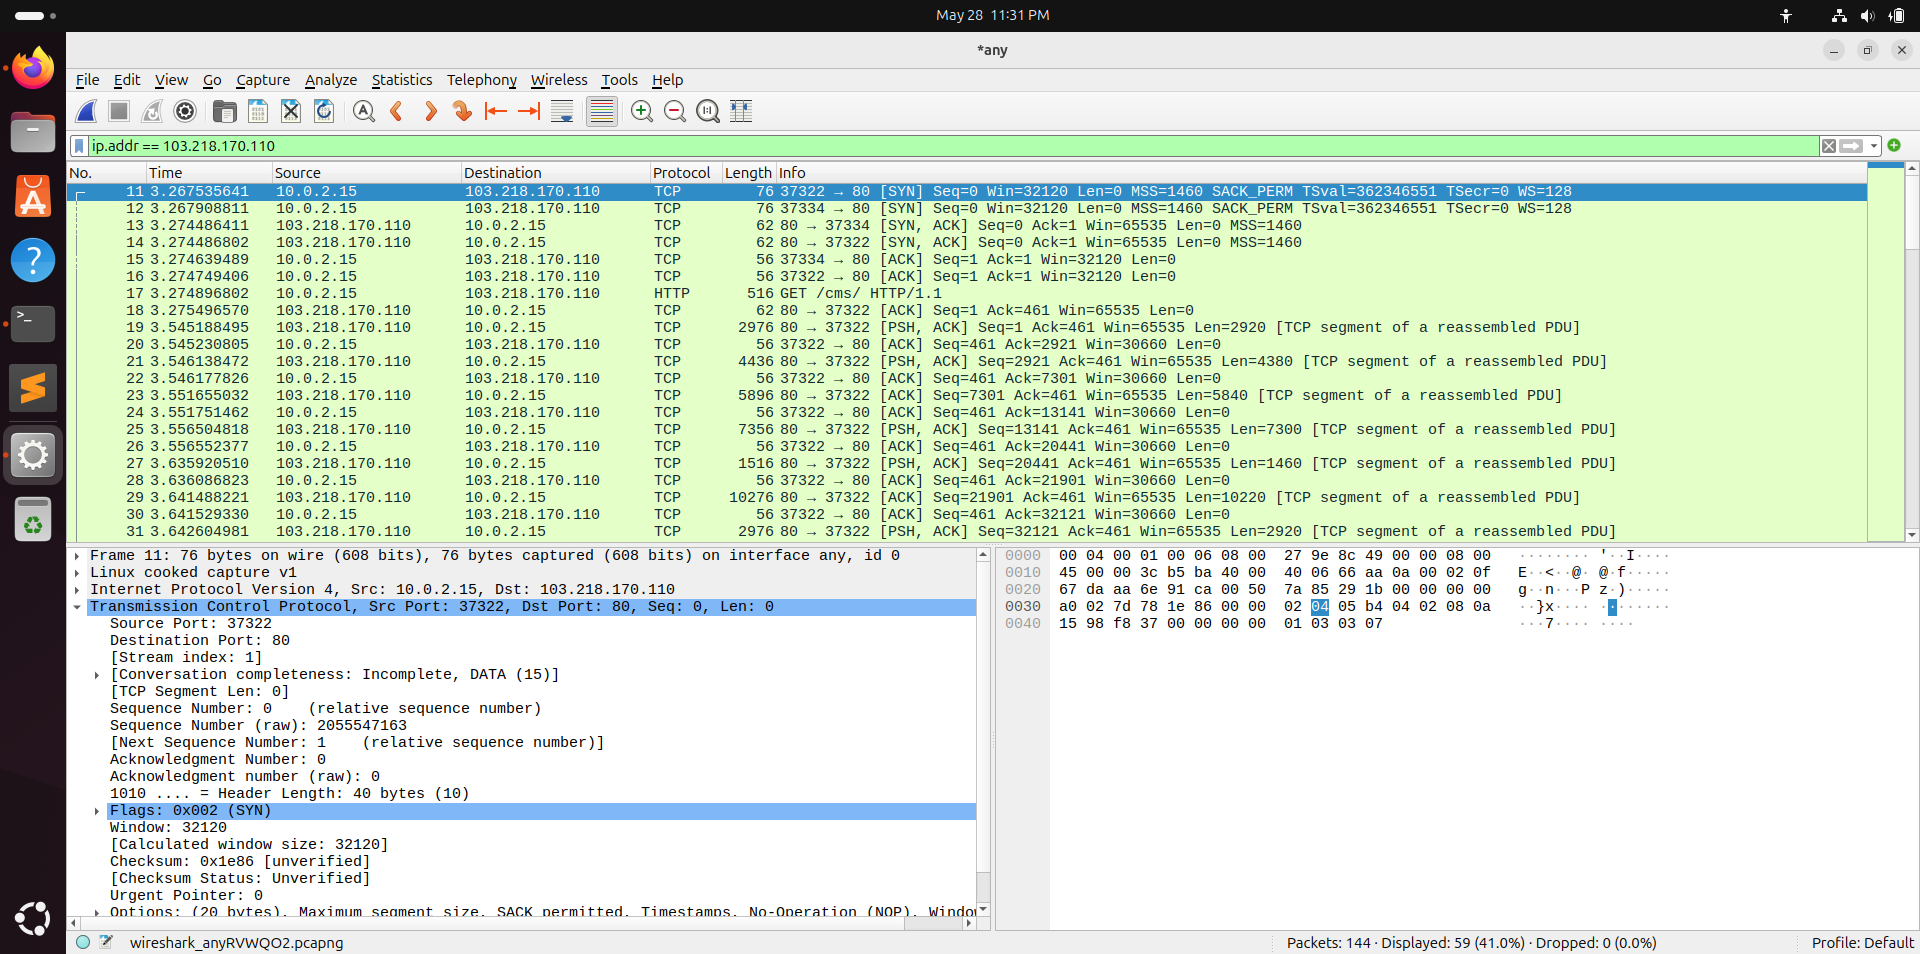 May 28  11:31 PM
*any
File Edit View Go Capture Analyze Statistics Telephony Wireless Tools Help
ip.addr == 103.218.170.110
No. Time Source Destination Protocol Length Info
11 3.267535641 10.0.2.15 103.218.170.110 TCP 76 37322 → 80 [SYN] Seq=0 Win=32120 Len=0 MSS=1460 SACK_PERM TSval=362346551 TSecr=0 WS=128
12 3.267908811 10.0.2.15 103.218.170.110 TCP 76 37334 → 80 [SYN] Seq=0 Win=32120 Len=0 MSS=1460 SACK_PERM TSval=362346551 TSecr=0 WS=128
13 3.274486411 103.218.170.110 10.0.2.15 TCP 62 80 → 37334 [SYN, ACK] Seq=0 Ack=1 Win=65535 Len=0 MSS=1460
14 3.274486802 103.218.170.110 10.0.2.15 TCP 62 80 → 37322 [SYN, ACK] Seq=0 Ack=1 Win=65535 Len=0 MSS=1460
15 3.274639489 10.0.2.15 103.218.170.110 TCP 56 37334 → 80 [ACK] Seq=1 Ack=1 Win=32120 Len=0
16 3.274749406 10.0.2.15 103.218.170.110 TCP 56 37322 → 80 [ACK] Seq=1 Ack=1 Win=32120 Len=0
17 3.274896802 10.0.2.15 103.218.170.110 HTTP 516 GET /cms/ HTTP/1.1
18 3.275496570 103.218.170.110 10.0.2.15 TCP 62 80 → 37322 [ACK] Seq=1 Ack=461 Win=65535 Len=0
19 3.545188495 103.218.170.110 10.0.2.15 TCP 2976 80 → 37322 [PSH, ACK] Seq=1 Ack=461 Win=65535 Len=2920 [TCP segment of a reassembled PDU]
20 3.545230805 10.0.2.15 103.218.170.110 TCP 56 37322 → 80 [ACK] Seq=461 Ack=2921 Win=30660 Len=0
21 3.546138472 103.218.170.110 10.0.2.15 TCP 4436 80 → 37322 [PSH, ACK] Seq=2921 Ack=461 Win=65535 Len=4380 [TCP segment of a reassembled PDU]
22 3.546177826 10.0.2.15 103.218.170.110 TCP 56 37322 → 80 [ACK] Seq=461 Ack=7301 Win=30660 Len=0
23 3.551655032 103.218.170.110 10.0.2.15 TCP 5896 80 → 37322 [PSH, ACK] Seq=7301 Ack=461 Win=65535 Len=5840 [TCP segment of a reassembled PDU]
24 3.551751462 10.0.2.15 103.218.170.110 TCP 56 37322 → 80 [ACK] Seq=461 Ack=13141 Win=30660 Len=0
25 3.556504818 103.218.170.110 10.0.2.15 TCP 7356 80 → 37322 [PSH, ACK] Seq=13141 Ack=461 Win=65535 Len=7300 [TCP segment of a reassembled PDU]
26 3.556552377 10.0.2.15 103.218.170.110 TCP 56 37322 → 80 [ACK] Seq=461 Ack=20441 Win=30660 Len=0
27 3.635920510 103.218.170.110 10.0.2.15 TCP 1516 80 → 37322 [PSH, ACK] Seq=20441 Ack=461 Win=65535 Len=1460 [TCP segment of a reassembled PDU]
28 3.636086823 10.0.2.15 103.218.170.110 TCP 56 37322 → 80 [ACK] Seq=461 Ack=21901 Win=30660 Len=0
29 3.641488221 103.218.170.110 10.0.2.15 TCP 10276 80 → 37322 [ACK] Seq=21901 Ack=461 Win=65535 Len=10220 [TCP segment of a reassembled PDU]
30 3.641529330 10.0.2.15 103.218.170.110 TCP 56 37322 → 80 [ACK] Seq=461 Ack=32121 Win=30660 Len=0
31 3.642604981 103.218.170.110 10.0.2.15 TCP 2976 80 → 37322 [PSH, ACK] Seq=32121 Ack=461 Win=65535 Len=2920 [TCP segment of a reassembled PDU]
Frame 11: 76 bytes on wire (608 bits), 76 bytes captured (608 bits) on interface any, id 0
Linux cooked capture v1
Internet Protocol Version 4, Src: 10.0.2.15, Dst: 103.218.170.110
Transmission Control Protocol, Src Port: 37322, Dst Port: 80, Seq: 0, Len: 0
Source Port: 37322
Destination Port: 80
[Stream index: 1]
[Conversation completeness: Incomplete, DATA (15)]
[TCP Segment Len: 0]
Sequence Number: 0    (relative sequence number)
Sequence Number (raw): 2055547163
[Next Sequence Number: 1    (relative sequence number)]
Acknowledgment Number: 0
Acknowledgment number (raw): 0
1010 .... = Header Length: 40 bytes (10)
Flags: 0x002 (SYN)
Window: 32120
[Calculated window size: 32120]
Checksum: 0x1e86 [unverified]
[Checksum Status: Unverified]
Urgent Pointer: 0
Options: (20 bytes), Maximum segment size, SACK permitted, Timestamps, No-Operation (NOP), Window
0000 00 04 00 01 00 06 08 00 27 9e 8c 49 00 00 08 00 ········ '··I····
0010 45 00 00 3c b5 ba 40 00 40 06 66 aa 0a 00 02 0f E··<··@· @·f·····
0020 67 da aa 6e 91 ca 00 50 7a 85 29 1b 00 00 00 00 g··n···P z·)·····
0030 a0 02 7d 78 1e 86 00 00 02 04 05 b4 04 02 08 0a ··}x···· ········
0040 15 98 f8 37 00 00 00 00 01 03 03 07 ···7···· ····
wireshark_anyRVWQO2.pcapng
Packets: 144 · Displayed: 59 (41.0%) · Dropped: 0 (0.0%)
Profile: Default